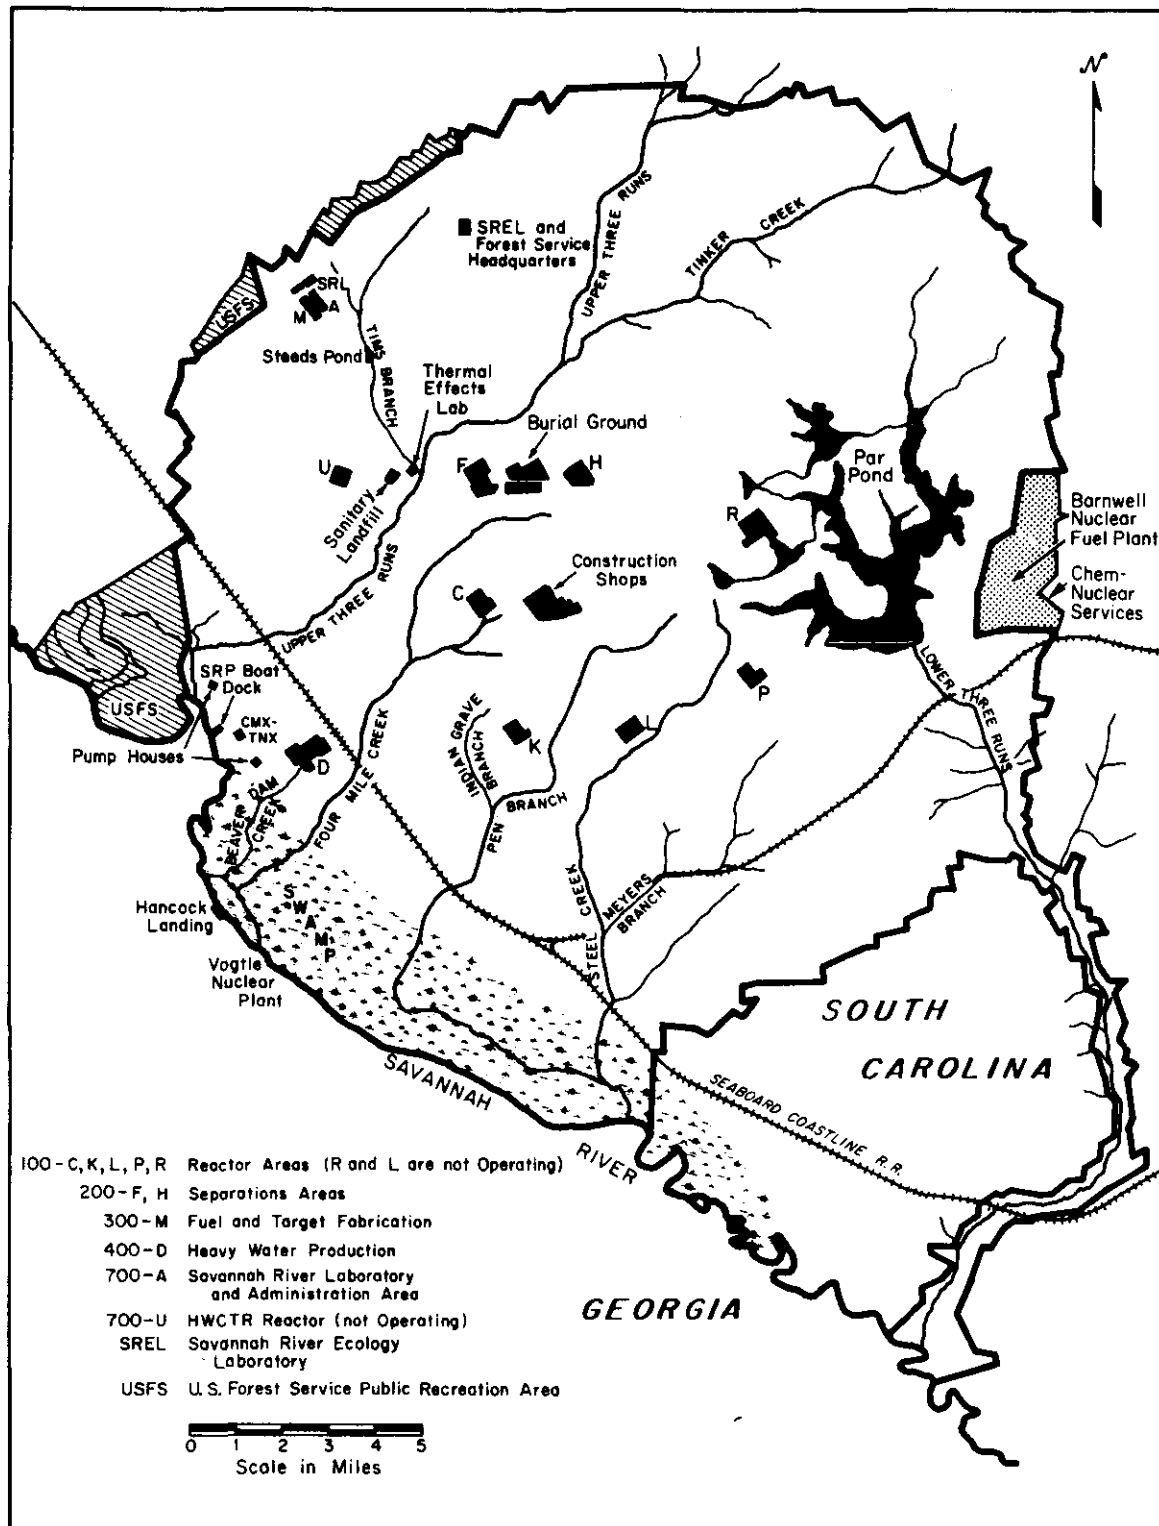 N
SREL and
Forest Service
Headquarters
UPPER THREE RUNS
TINKER CREEK
SRL
M
A
USFS
Steeds Pond
TIMS BRANCH
Thermal
Effects
Lab
Burial Ground
U
F
H
Sanitary
Landfill
Par
Pond
R
Barnwell
Nuclear
Fuel Plant
Chem-
Nuclear
Services
Construction
Shops
C
UPPER THREE RUNS
SRP Boat
Dock
USFS
CMX-
TNX
Pump Houses
D
P
L
K
INDIAN GRAVE
BRANCH
LOWER THREE RUNS
FOUR MILE CREEK
BEAVER DAM
CREEK
PEN BRANCH
STEEL CREEK
MEYERS
BRANCH
Hancock
Landing
SWAMP
Vogtle
Nuclear
Plant
SOUTH
CAROLINA
SAVANNAH RIVER
SEABOARD COASTLINE R.R.
GEORGIA
100-C, K, L, P, R Reactor Areas (R and L are not Operating)
200-F, H Separations Areas
300-M Fuel and Target Fabrication
400-D Heavy Water Production
700-A Savannah River Laboratory
and Administration Area
700-U HWCTR Reactor (not Operating)
SREL Savannah River Ecology
Laboratory
USFS U.S. Forest Service Public Recreation Area
0 1 2 3 4 5
Scale in Miles